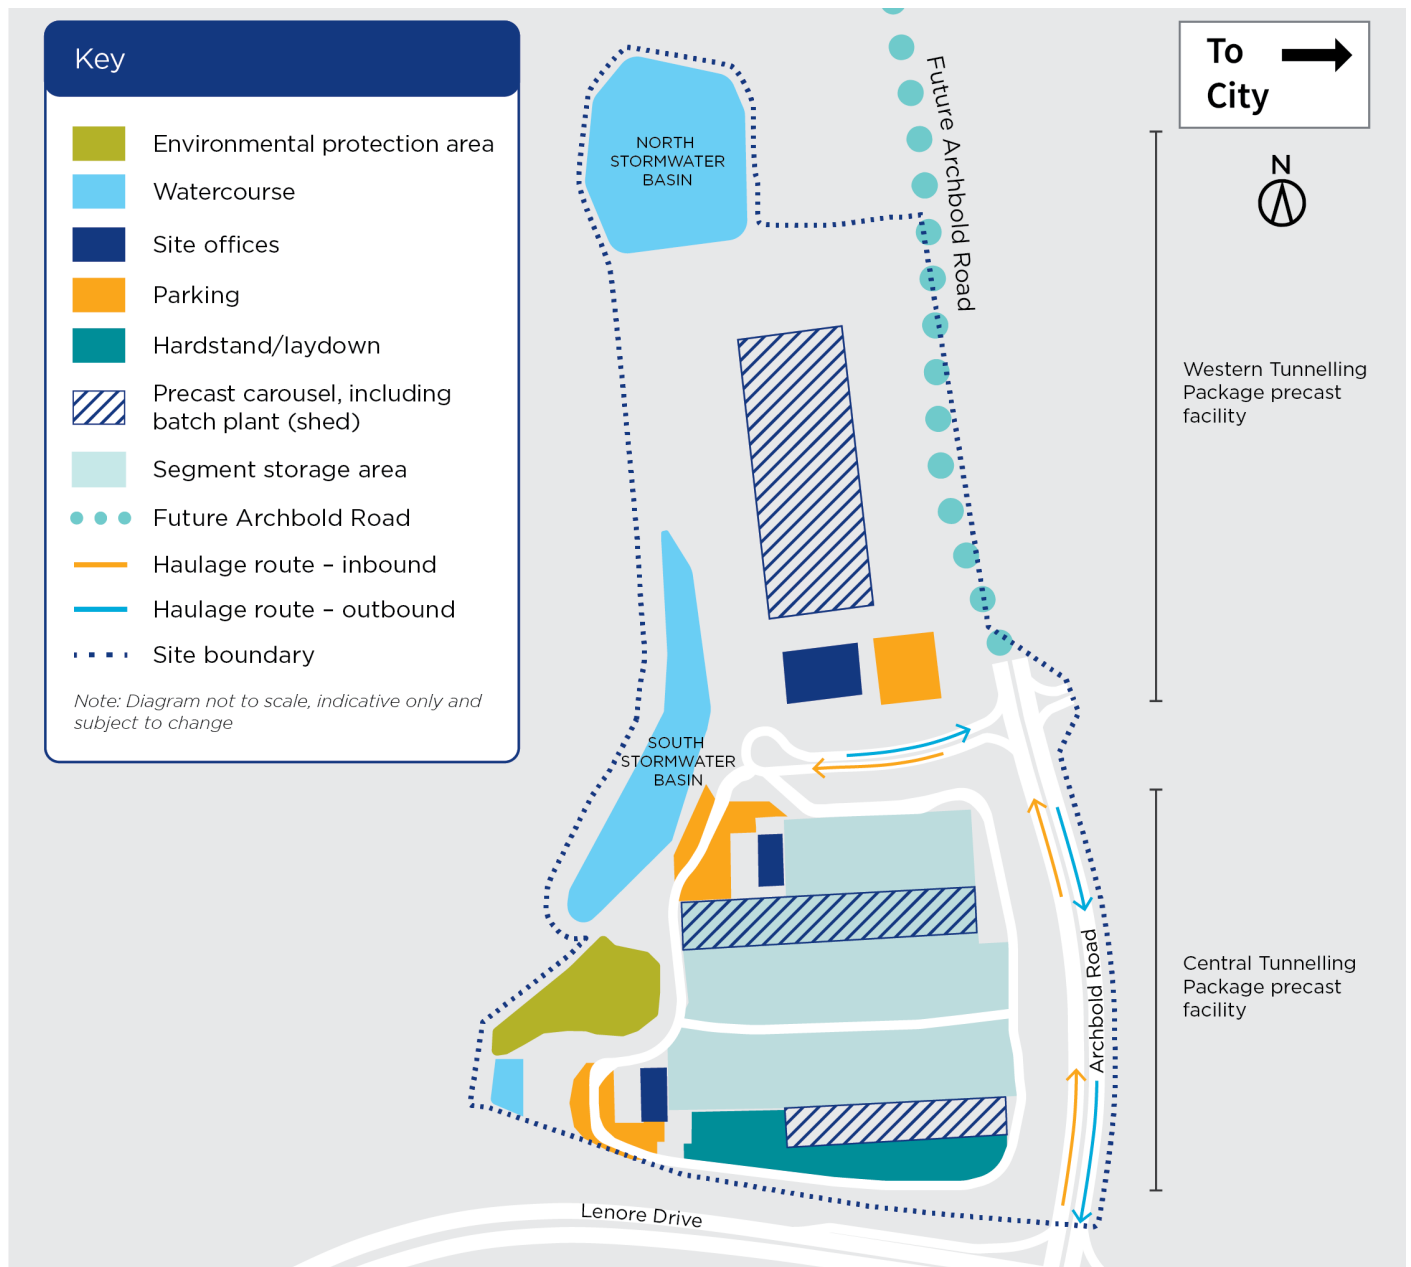 Key
Environmental protection area
Watercourse
Site offices
Parking
Hardstand/laydown
Precast carousel, including
batch plant (shed)
Segment storage area
Future Archbold Road
Haulage route – inbound
Haulage route – outbound
Site boundary
Note: Diagram not to scale, indicative only and
subject to change
NORTH
STORMWATER
BASIN
Future Archbold Road
To
City
N
Western Tunnelling
Package precast
facility
SOUTH
STORMWATER
BASIN
Archbold Road
Central Tunnelling
Package precast
facility
Lenore Drive